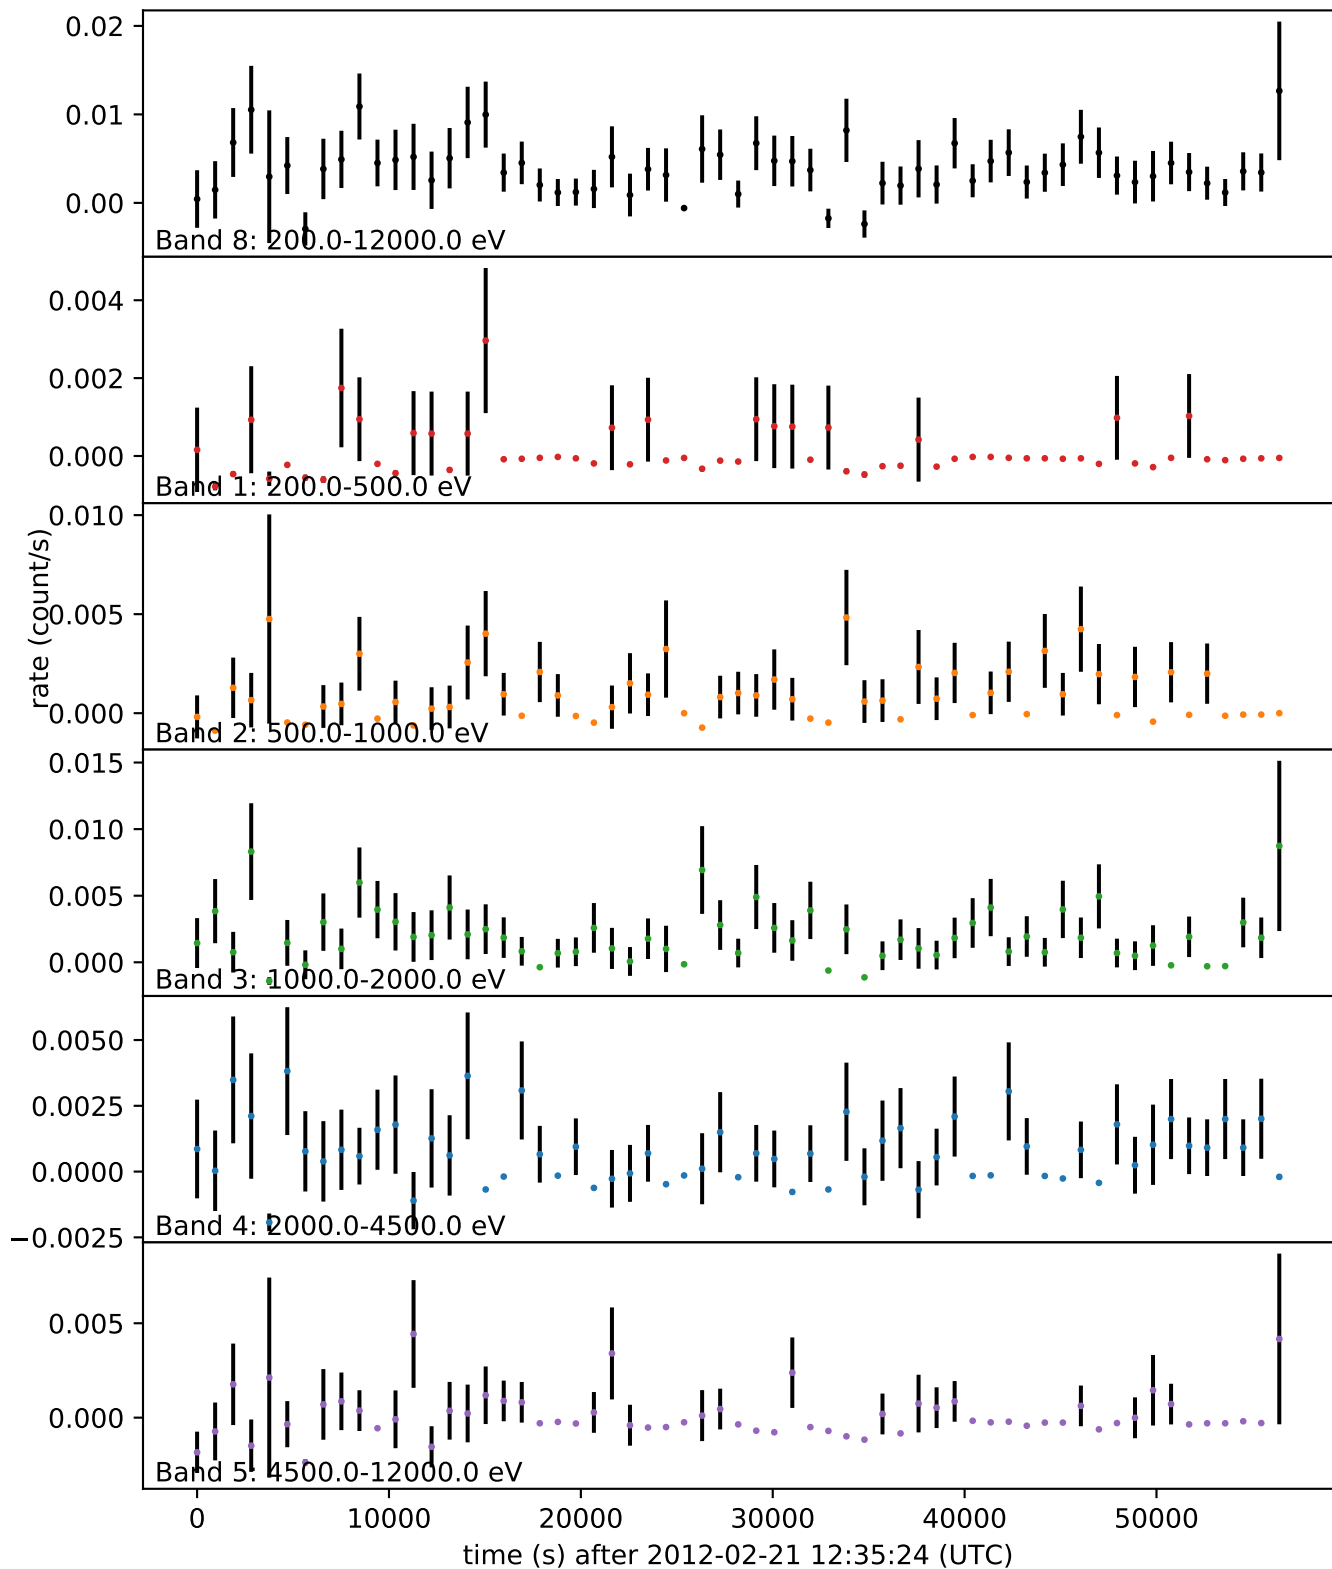 0.02
0.01
0.00
Band 8: 200.0-12000.0 eV
0.004
0.002
0.000
Band 1: 200.0-500.0 eV
rate (count/s)
0.010
0.005
0.000
Band 2: 500.0-1000.0 eV
0.015
0.010
0.005
0.000
Band 3: 1000.0-2000.0 eV
0.0050
0.0025
0.0000
−0.0025
Band 4: 2000.0-4500.0 eV
0.005
0.000
Band 5: 4500.0-12000.0 eV
0 10000 20000 30000 40000 50000
time (s) after 2012-02-21 12:35:24 (UTC)